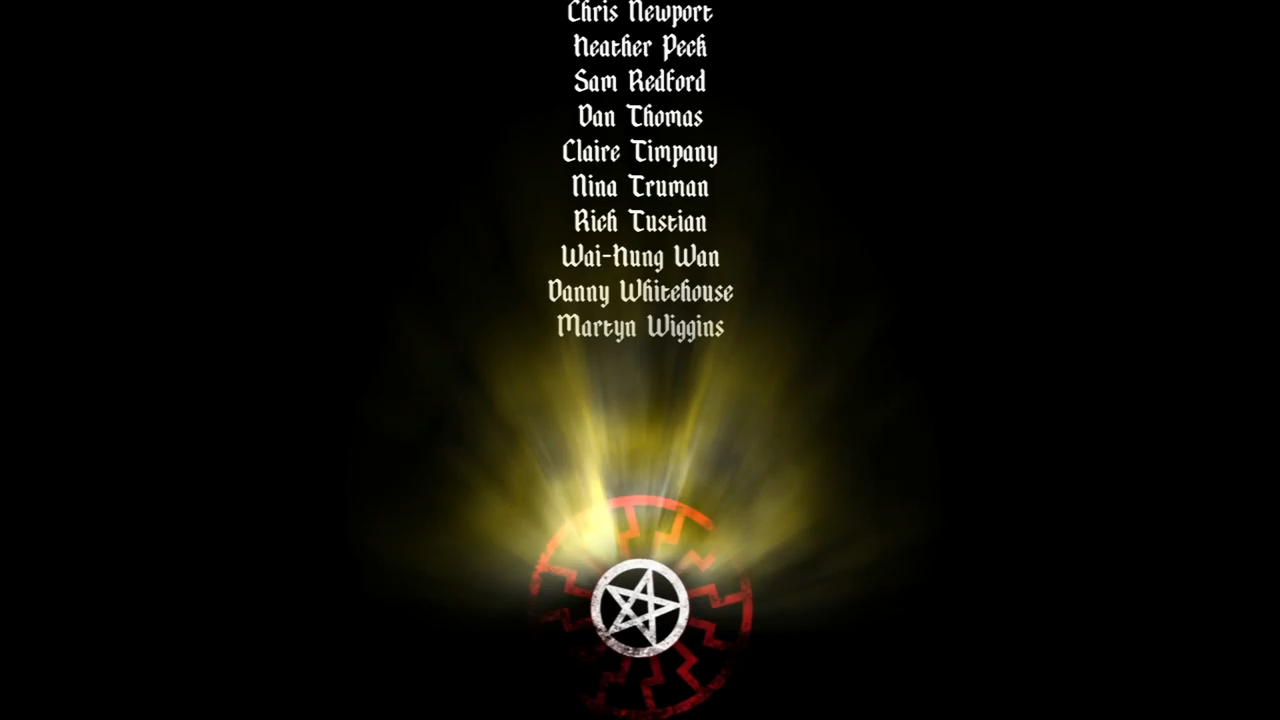 Chris Newport
Heather Peck
Sam Redford
Dan Thomas
Claire Timpany
Nina Truman
Rich Tustian
Wai-Hung Wan
Danny Whitehouse
Martyn Wiggins